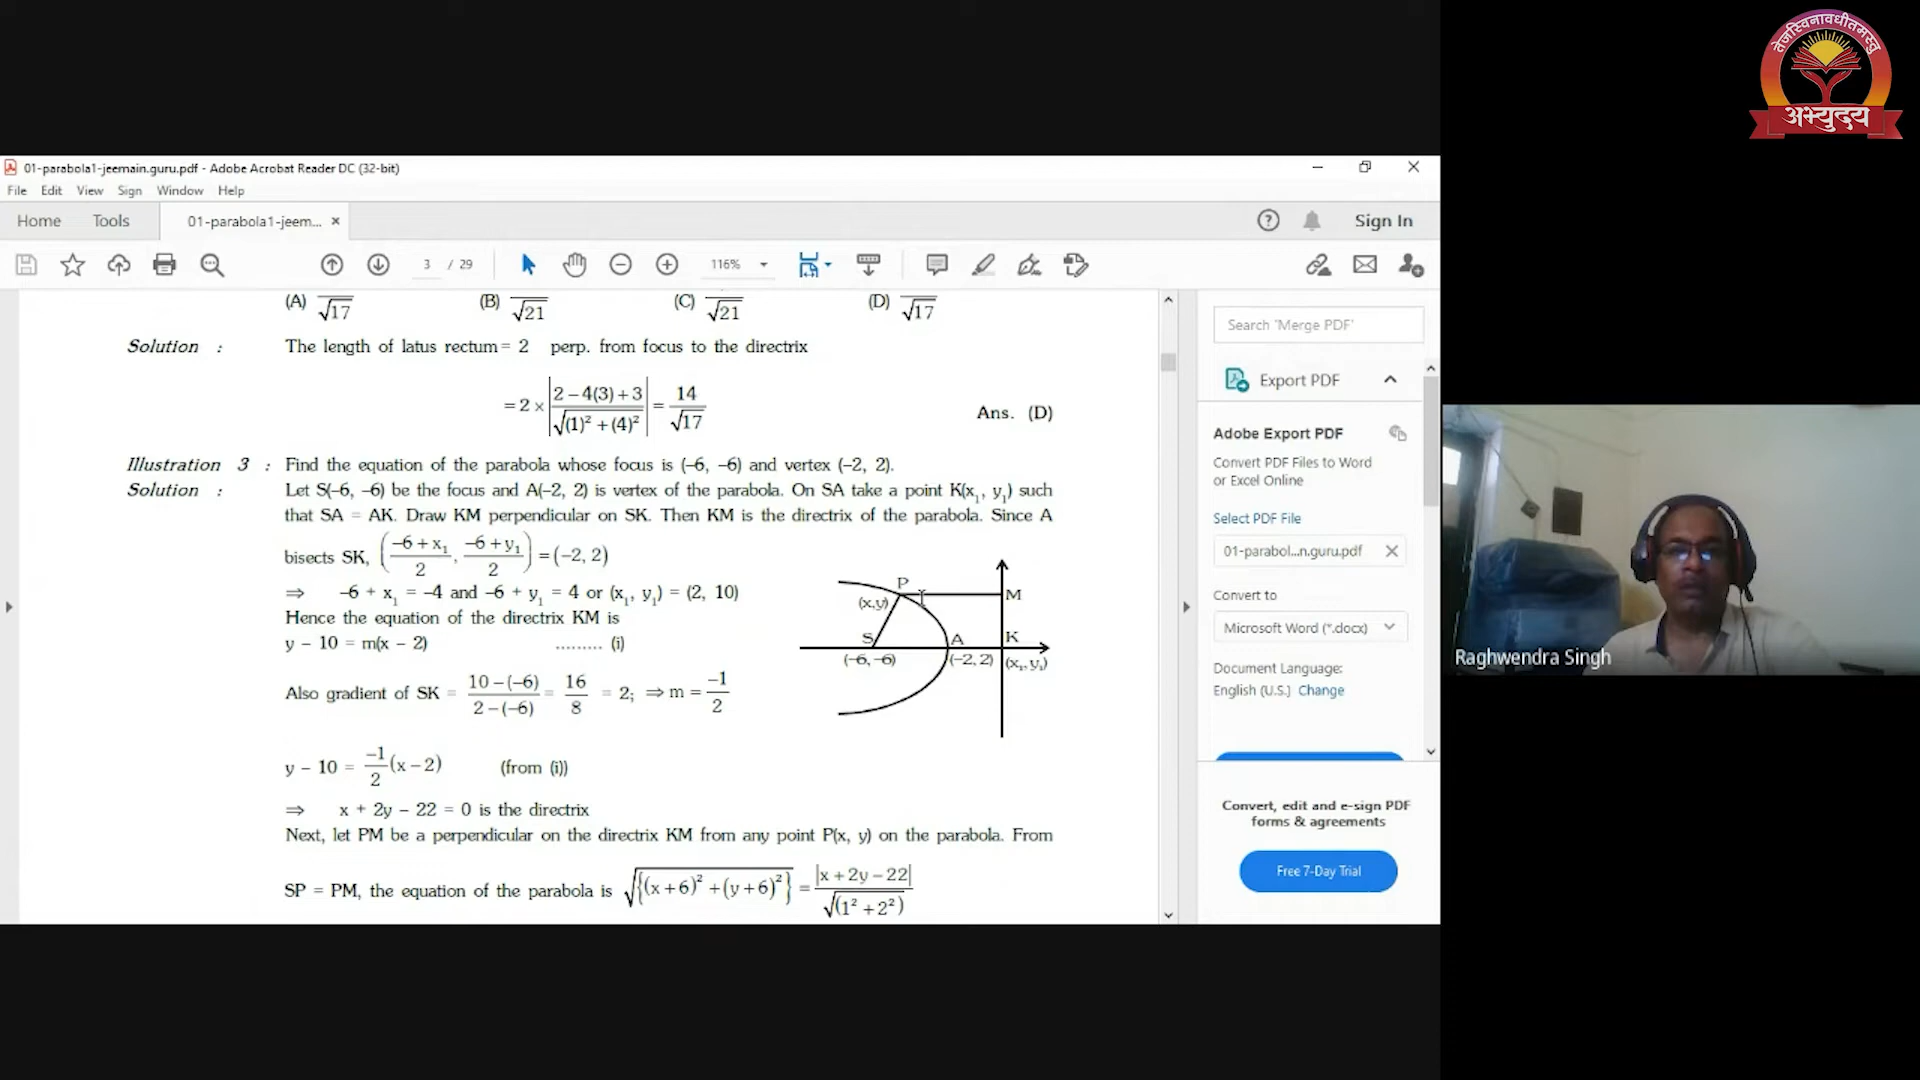 तेजस्विनावधीतमस्तु
अभ्युदय
01-parabola1-jeemain.guru.pdf - Adobe Acrobat Reader DC (32-bit)
File Edit View Sign Window Help
Home Tools 01-parabola1-jeem... × Sign In
3 / 29 116%
(A) √17 (B) √21 (C) √21 (D) √17
Solution : The length of latus rectum = 2 perp. from focus to the directrix
= 2 × |2 – 4(3) + 3 / √((1)² + (4)²)| = 14/√17 Ans. (D)
Illustration 3 : Find the equation of the parabola whose focus is (–6, –6) and vertex (–2, 2).
Solution : Let S(–6, –6) be the focus and A(–2, 2) is vertex of the parabola. On SA take a point K(x₁, y₁) such
that SA = AK. Draw KM perpendicular on SK. Then KM is the directrix of the parabola. Since A
bisects SK, ((–6 + x₁)/2, (–6 + y₁)/2) = (–2, 2)
⇒ –6 + x₁ = –4 and –6 + y₁ = 4 or (x₁, y₁) = (2, 10)
Hence the equation of the directrix KM is
y – 10 = m(x – 2) ......... (i)
Also gradient of SK = (10 – (–6))/(2 – (–6)) = 16/8 = 2; ⇒ m = –1/2
y – 10 = –1/2 (x – 2) (from (i))
⇒ x + 2y – 22 = 0 is the directrix
Next, let PM be a perpendicular on the directrix KM from any point P(x, y) on the parabola. From
SP = PM, the equation of the parabola is √{(x + 6)² + (y + 6)²} = |x + 2y – 22| / √(1² + 2²)
P M
(x,y)
S A K
(–6, –6) (–2, 2) (x₁, y₁)
Search 'Merge PDF'
Export PDF
Adobe Export PDF
Convert PDF Files to Word
or Excel Online
Select PDF File
01-parabol...n.guru.pdf
Convert to
Microsoft Word (*.docx)
Document Language:
English (U.S.) Change
Convert, edit and e-sign PDF
forms & agreements
Free 7-Day Trial
Raghwendra Singh